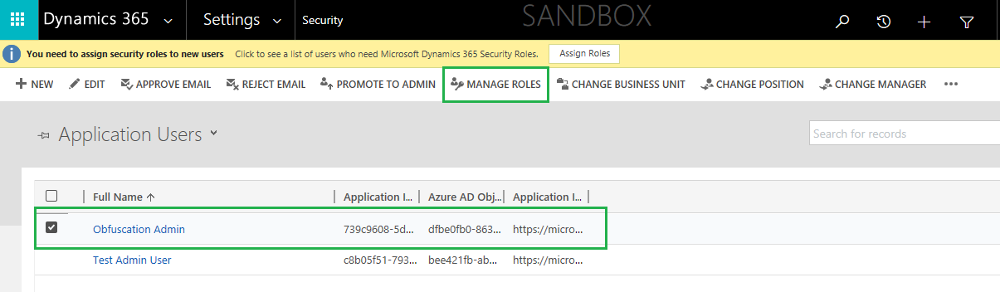 Dynamics 365 Settings Security SANDBOX
You need to assign security roles to new users Click to see a list of users who need Microsoft Dynamics 365 Security Roles. Assign Roles
NEW EDIT APPROVE EMAIL REJECT EMAIL PROMOTE TO ADMIN MANAGE ROLES CHANGE BUSINESS UNIT CHANGE POSITION CHANGE MANAGER ...
Application Users Search for records
Full Name ↑ Application I... Azure AD Obj... Application I...
Obfuscation Admin 739c9608-5d... dfbe0fb0-863... https://micro...
Test Admin User c8b05f51-793... bee421fb-ab... https://micro...